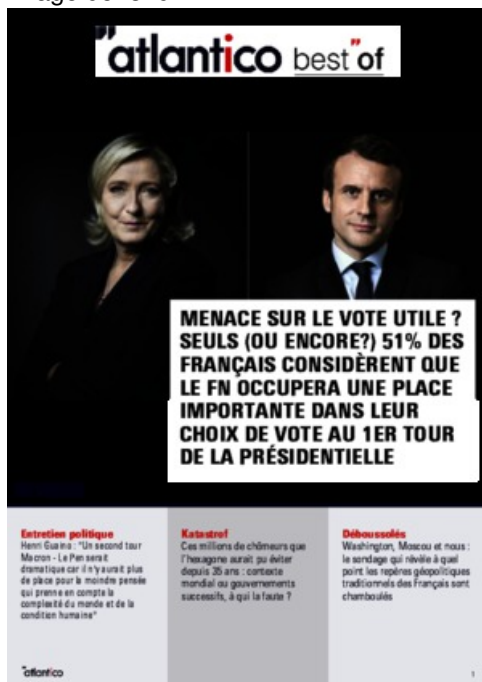 "atlantico best"of
MENACE SUR LE VOTE UTILE ?
SEULS (OU ENCORE?) 51% DES
FRANÇAIS CONSIDÈRENT QUE
LE FN OCCUPERA UNE PLACE
IMPORTANTE DANS LEUR
CHOIX DE VOTE AU 1ER TOUR
DE LA PRÉSIDENTIELLE
Entretien politique
Henri Guaino : "Un second tour
Macron - Le Pen serait
dramatique car il n'y aurait plus
de place pour la moindre pensée
qui prenne en compte la
complexité du monde et de la
condition humaine"
Katastrof
Ces millions de chômeurs que
l'hexagone aurait pu éviter
depuis 35 ans : contexte
mondial ou gouvernements
successifs, à qui la faute ?
Déboussolés
Washington, Moscou et nous :
le sondage qui révèle à quel
point les repères géopolitiques
traditionnels des Français sont
chamboulés
"atlantico
1